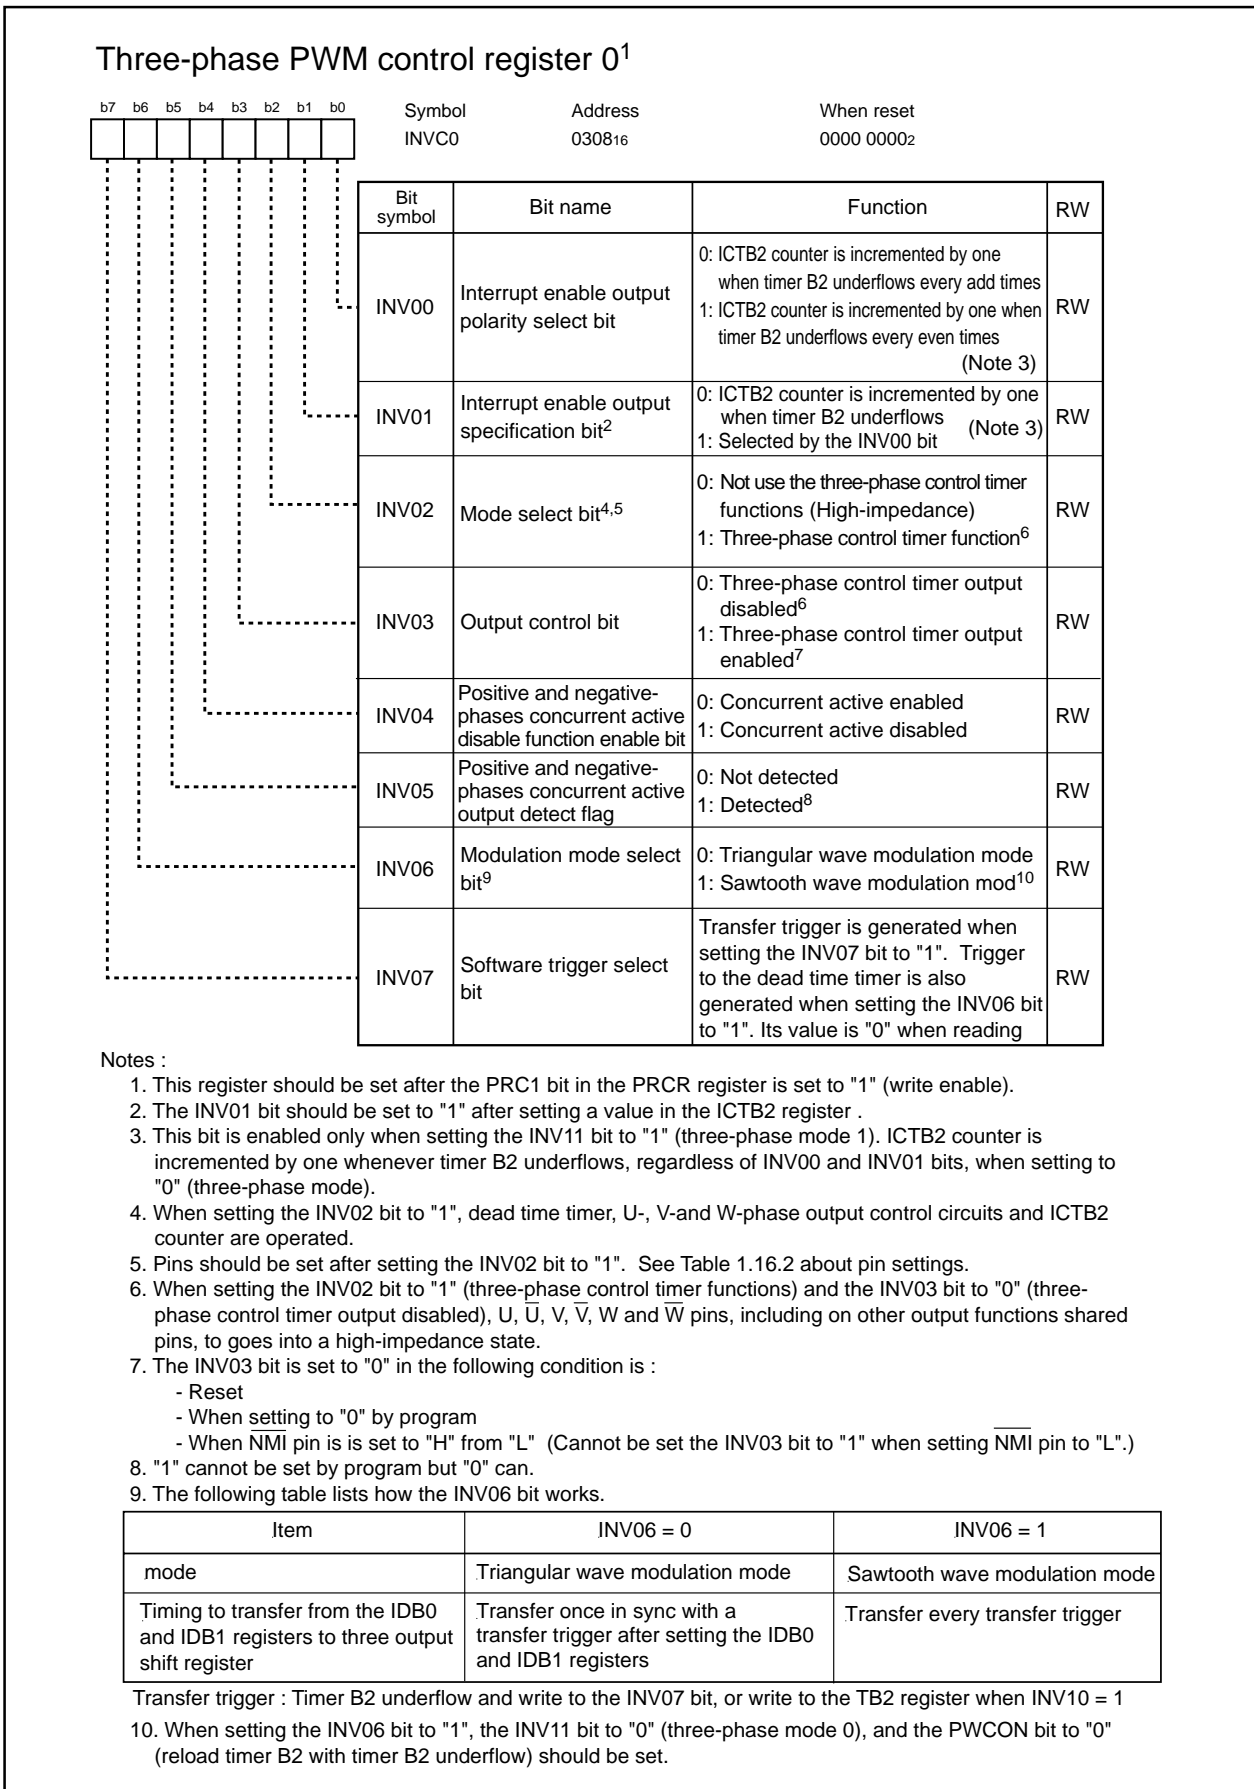 Three-phase PWM control register 0¹
b7 b6 b5 b4 b3 b2 b1 b0
Symbol Address When reset
INVC0 0308₁₆ 0000 0000₂
Bit symbol Bit name Function RW
INV00
Interrupt enable output
polarity select bit
0: ICTB2 counter is incremented by one
when timer B2 underflows every add times
1: ICTB2 counter is incremented by one when
timer B2 underflows every even times
(Note 3)
RW
INV01
Interrupt enable output
specification bit²
0: ICTB2 counter is incremented by one
when timer B2 underflows (Note 3)
1: Selected by the INV00 bit
RW
INV02
Mode select bit⁴,⁵
0: Not use the three-phase control timer
functions (High-impedance)
1: Three-phase control timer function⁶
RW
INV03
Output control bit
0: Three-phase control timer output
disabled⁶
1: Three-phase control timer output
enabled⁷
RW
INV04
Positive and negative-
phases concurrent active
disable function enable bit
0: Concurrent active enabled
1: Concurrent active disabled
RW
INV05
Positive and negative-
phases concurrent active
output detect flag
0: Not detected
1: Detected⁸
RW
INV06
Modulation mode select
bit⁹
0: Triangular wave modulation mode
1: Sawtooth wave modulation mod¹⁰
RW
INV07
Software trigger select
bit
Transfer trigger is generated when
setting the INV07 bit to "1". Trigger
to the dead time timer is also
generated when setting the INV06 bit
to "1". Its value is "0" when reading
RW
Notes :
1. This register should be set after the PRC1 bit in the PRCR register is set to "1" (write enable).
2. The INV01 bit should be set to "1" after setting a value in the ICTB2 register .
3. This bit is enabled only when setting the INV11 bit to "1" (three-phase mode 1). ICTB2 counter is
incremented by one whenever timer B2 underflows, regardless of INV00 and INV01 bits, when setting to
"0" (three-phase mode).
4. When setting the INV02 bit to "1", dead time timer, U-, V-and W-phase output control circuits and ICTB2
counter are operated.
5. Pins should be set after setting the INV02 bit to "1". See Table 1.16.2 about pin settings.
6. When setting the INV02 bit to "1" (three-phase control timer functions) and the INV03 bit to "0" (three-
phase control timer output disabled), U, U̅, V, V̅, W and W̅ pins, including on other output functions shared
pins, to goes into a high-impedance state.
7. The INV03 bit is set to "0" in the following condition is :
- Reset
- When setting to "0" by program
- When N̅M̅I̅ pin is is set to "H" from "L" (Cannot be set the INV03 bit to "1" when setting N̅M̅I̅ pin to "L".)
8. "1" cannot be set by program but "0" can.
9. The following table lists how the INV06 bit works.
Item INV06 = 0 INV06 = 1
mode Triangular wave modulation mode Sawtooth wave modulation mode
Timing to transfer from the IDB0
and IDB1 registers to three output
shift register
Transfer once in sync with a
transfer trigger after setting the IDB0
and IDB1 registers
Transfer every transfer trigger
Transfer trigger : Timer B2 underflow and write to the INV07 bit, or write to the TB2 register when INV10 = 1
10. When setting the INV06 bit to "1", the INV11 bit to "0" (three-phase mode 0), and the PWCON bit to "0"
(reload timer B2 with timer B2 underflow) should be set.